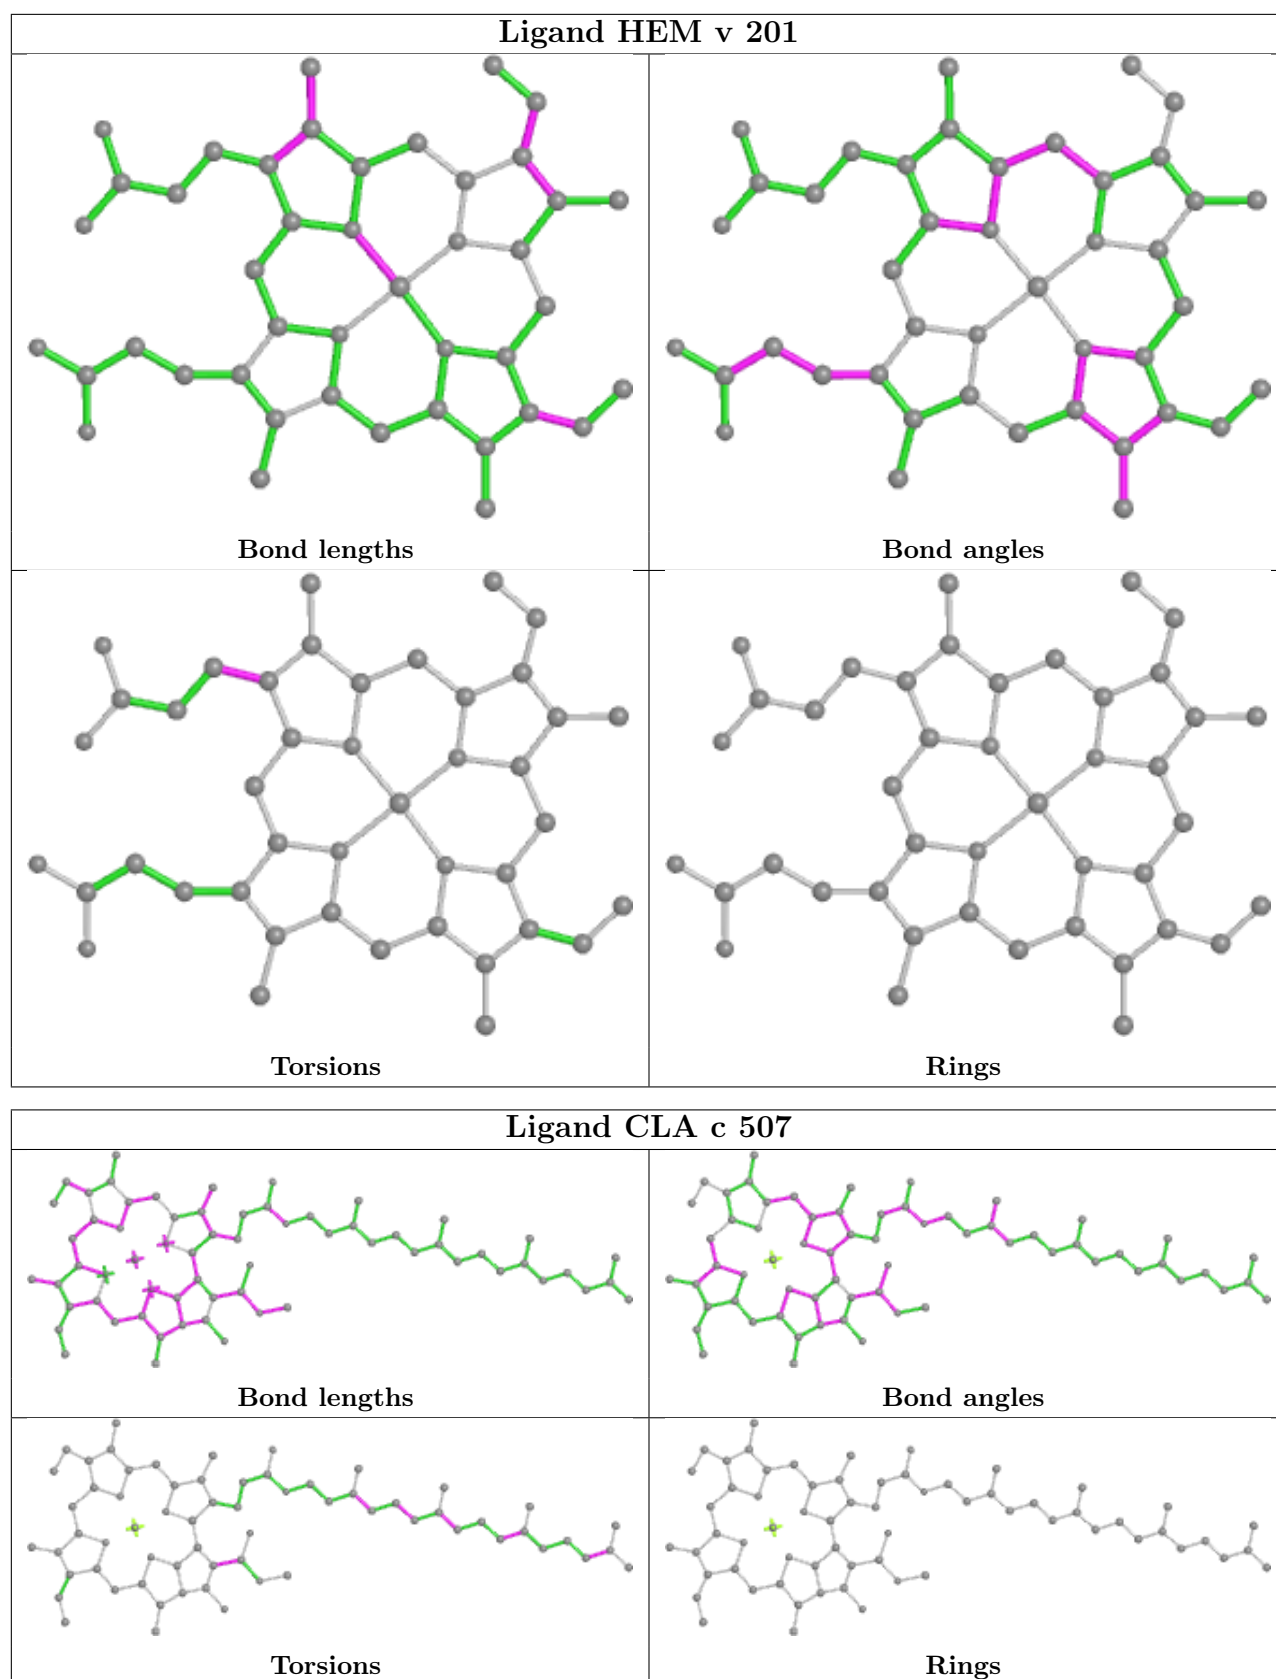 Ligand HEM v 201
Bond lengths
Bond angles
Torsions
Rings
Ligand CLA c 507
Bond lengths
Bond angles
Torsions
Rings